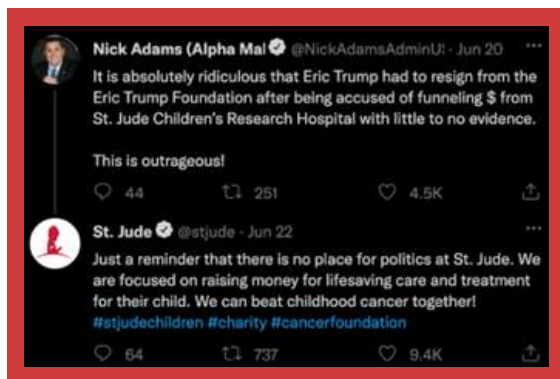 Nick Adams (Alpha Mal @NickAdamsAdminU · Jun 20 ···
It is absolutely ridiculous that Eric Trump had to resign from the
Eric Trump Foundation after being accused of funneling $ from
St. Jude Children's Research Hospital with little to no evidence.
This is outrageous!
44 251 4.5K
St. Jude @stjude · Jun 22 ···
Just a reminder that there is no place for politics at St. Jude. We
are focused on raising money for lifesaving care and treatment
for their child. We can beat childhood cancer together!
#stjudechildren #charity #cancerfoundation
64 737 9.4K